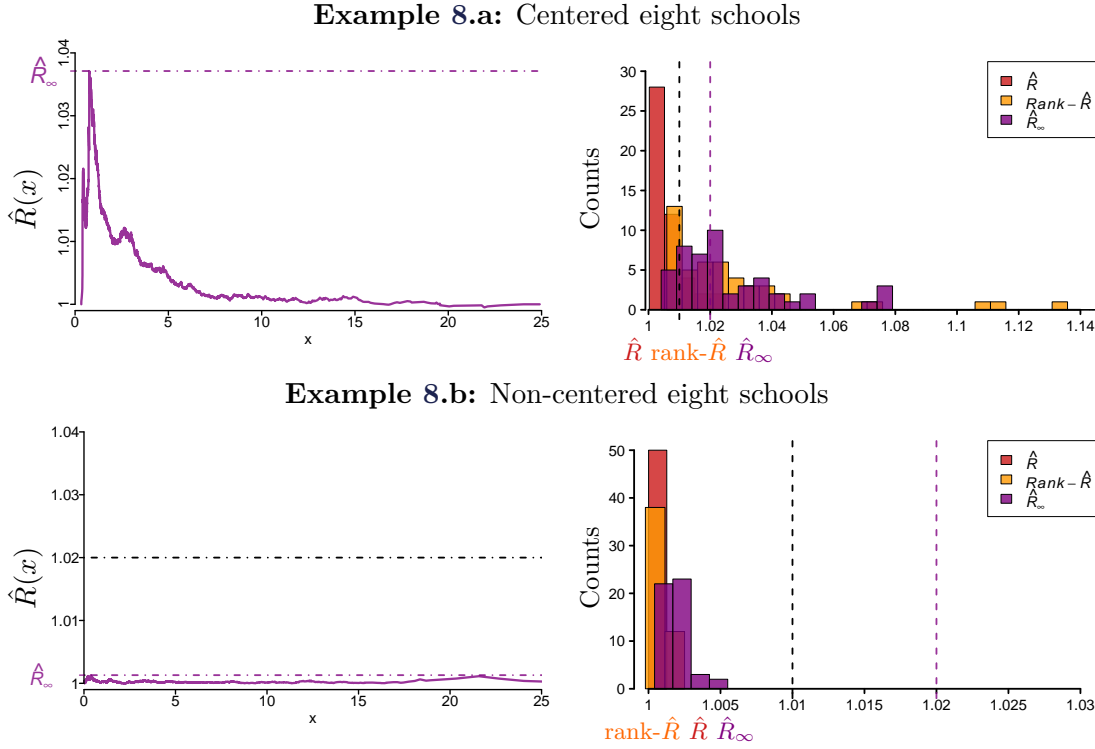 Example 8.a: Centered eight schools
R̂(x)
R̂∞
1 1.01 1.02 1.03 1.04
0 5 10 15 20 25
x
Counts
0 5 10 15 20 25 30
1 1.02 1.04 1.06 1.08 1.1 1.12 1.14
R̂
Rank − R̂
R̂∞
R̂ rank-R̂ R̂∞
Example 8.b: Non-centered eight schools
R̂(x)
R̂∞
1 1.01 1.02 1.03 1.04
0 5 10 15 20 25
x
Counts
0 10 20 30 40 50
1 1.005 1.01 1.015 1.02 1.025 1.03
R̂
Rank − R̂
R̂∞
rank-R̂ R̂ R̂∞